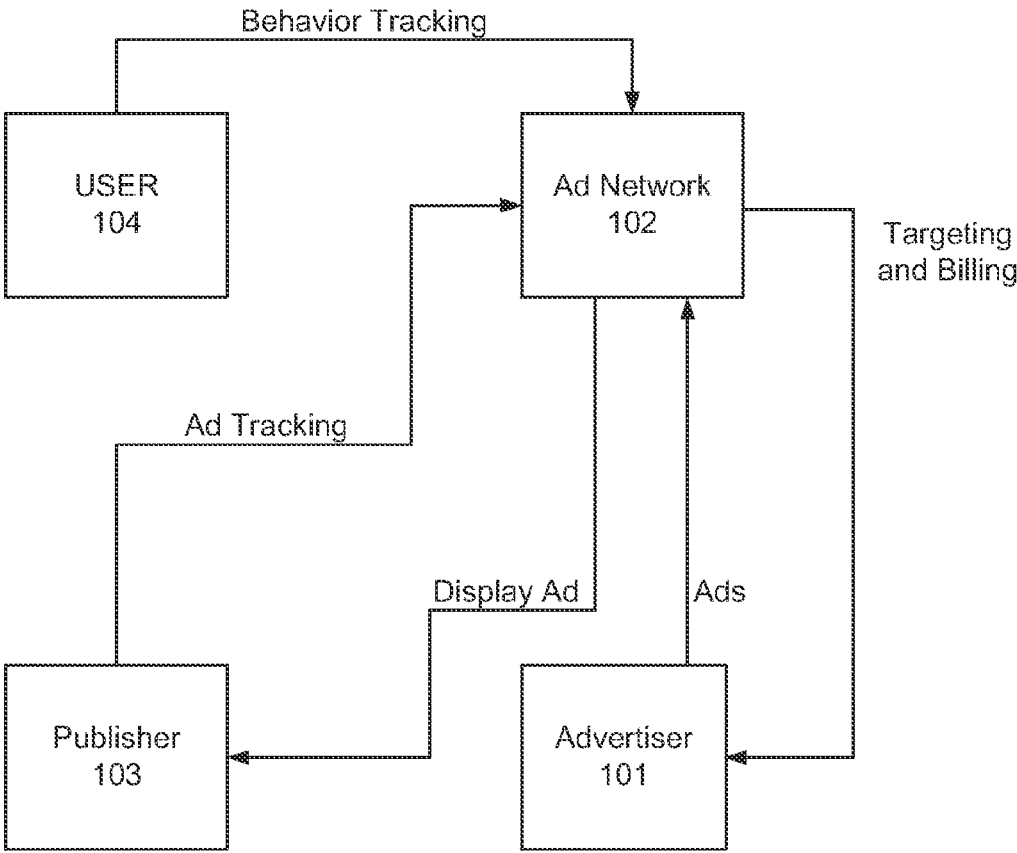 Behavior Tracking
USER
104
Ad Network
102
Targeting
and Billing
Ad Tracking
Display Ad
Ads
Publisher
103
Advertiser
101